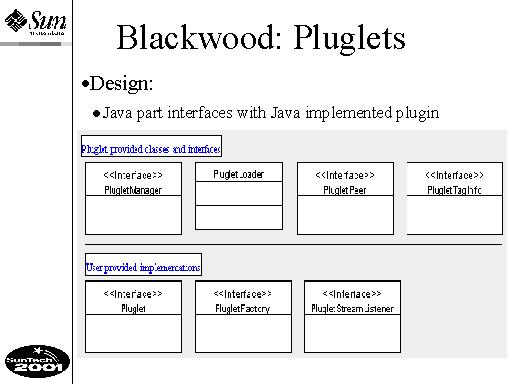 Sun
Blackwood: Pluglets
•Design:
•Java part interfaces with Java implemented plugin
Pluglet provided classes and interfaces
<<Interface>>
PlugletManager
PlugletLoader
<<Interface>>
PlugletPeer
<<Interface>>
PlugletTagInfo
User provided implementations
<<Interface>>
Pluglet
<<Interface>>
PlugletFactory
<<Interface>>
PlugletStreamListener
SunTech
2001